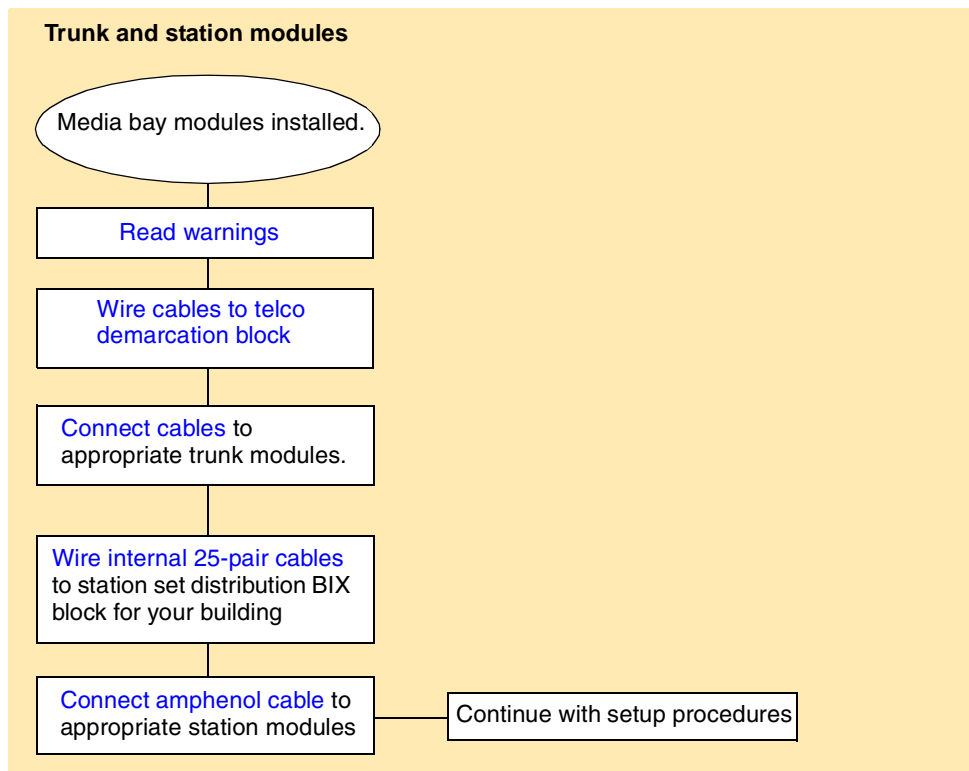 Trunk and station modules
Media bay modules installed.
Read warnings
Wire cables to telco
demarcation block
Connect cables to
appropriate trunk modules.
Wire internal 25-pair cables
to station set distribution BIX
block for your building
Connect amphenol cable to
appropriate station modules
Continue with setup procedures